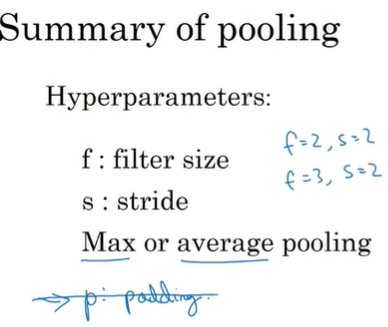 Summary of pooling
Hyperparameters:
f : filter size
f=2, s=2
s : stride
f=3, s=2
Max or average pooling
→ p: padding.